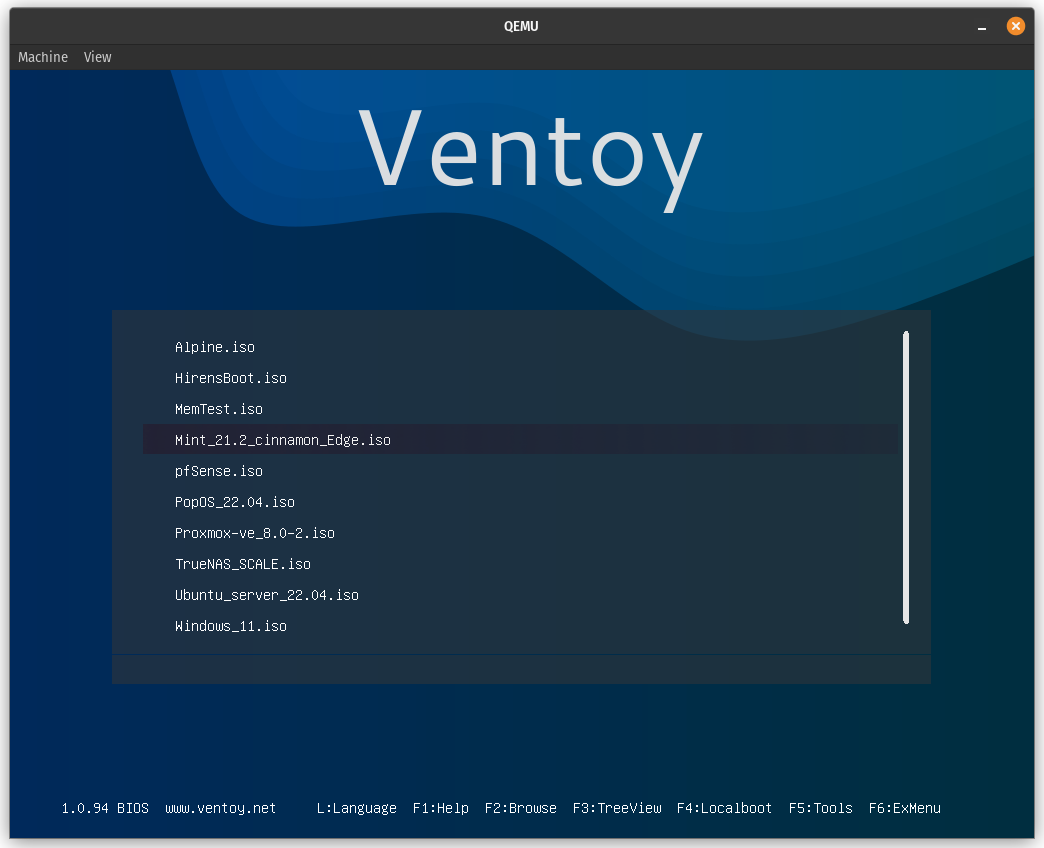 QEMU
Machine View
Ventoy
Alpine.iso
HirensBoot.iso
MemTest.iso
Mint_21.2_cinnamon_Edge.iso
pfSense.iso
PopOS_22.04.iso
Proxmox-ve_8.0-2.iso
TrueNAS_SCALE.iso
Ubuntu_server_22.04.iso
Windows_11.iso
1.0.94 BIOS www.ventoy.net L:Language F1:Help F2:Browse F3:TreeView F4:Localboot F5:Tools F6:ExMenu